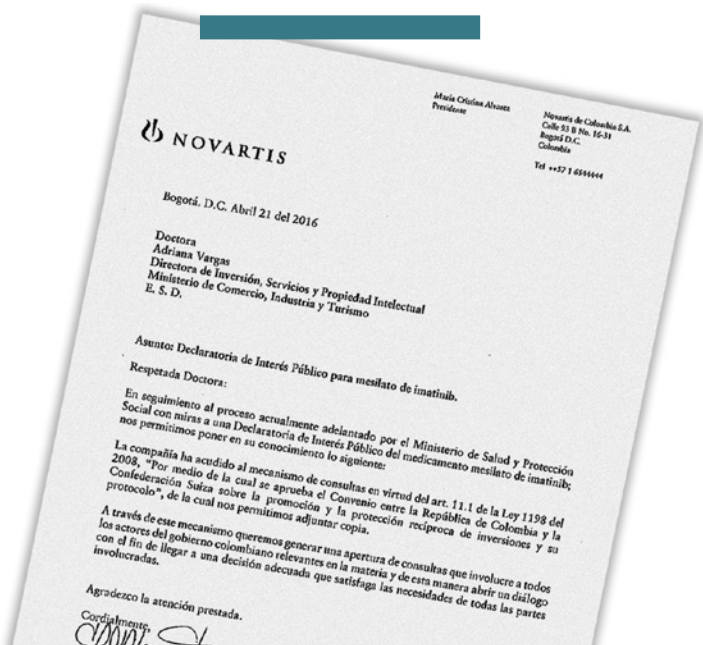 María Cristina Alvarez
Presidente
Novartis de Colombia S.A.
Calle 93 B No. 16-31
Bogotá D.C.
Colombia
Tel ++57 1 6544444
NOVARTIS
Bogotá, D.C. Abril 21 del 2016
Doctora
Adriana Vargas
Directora de Inversión, Servicios y Propiedad Intelectual
Ministerio de Comercio, Industria y Turismo
E. S. D.
Asunto: Declaratoria de Interés Público para mesilato de imatinib.
Respetada Doctora:
En seguimiento al proceso actualmente adelantado por el Ministerio de Salud y Protección
Social con miras a una Declaratoria de Interés Público del medicamento mesilato de imatinib;
nos permitimos poner en su conocimiento lo siguiente:
La compañía ha acudido al mecanismo de consultas en virtud del art. 11.1 de la Ley 1198 del
2008, "Por medio de la cual se aprueba el Convenio entre la República de Colombia y la
Confederación Suiza sobre la promoción y la protección recíproca de inversiones y su
protocolo", de la cual nos permitimos adjuntar copia.
A través de este mecanismo queremos generar una apertura de consultas que involucre a todos
los actores del gobierno colombiano relevantes en la materia y de esta manera abrir un diálogo
con el fin de llegar a una decisión adecuada que satisfaga las necesidades de todas las partes
involucradas.
Agradezco la atención prestada.
Cordialmente,